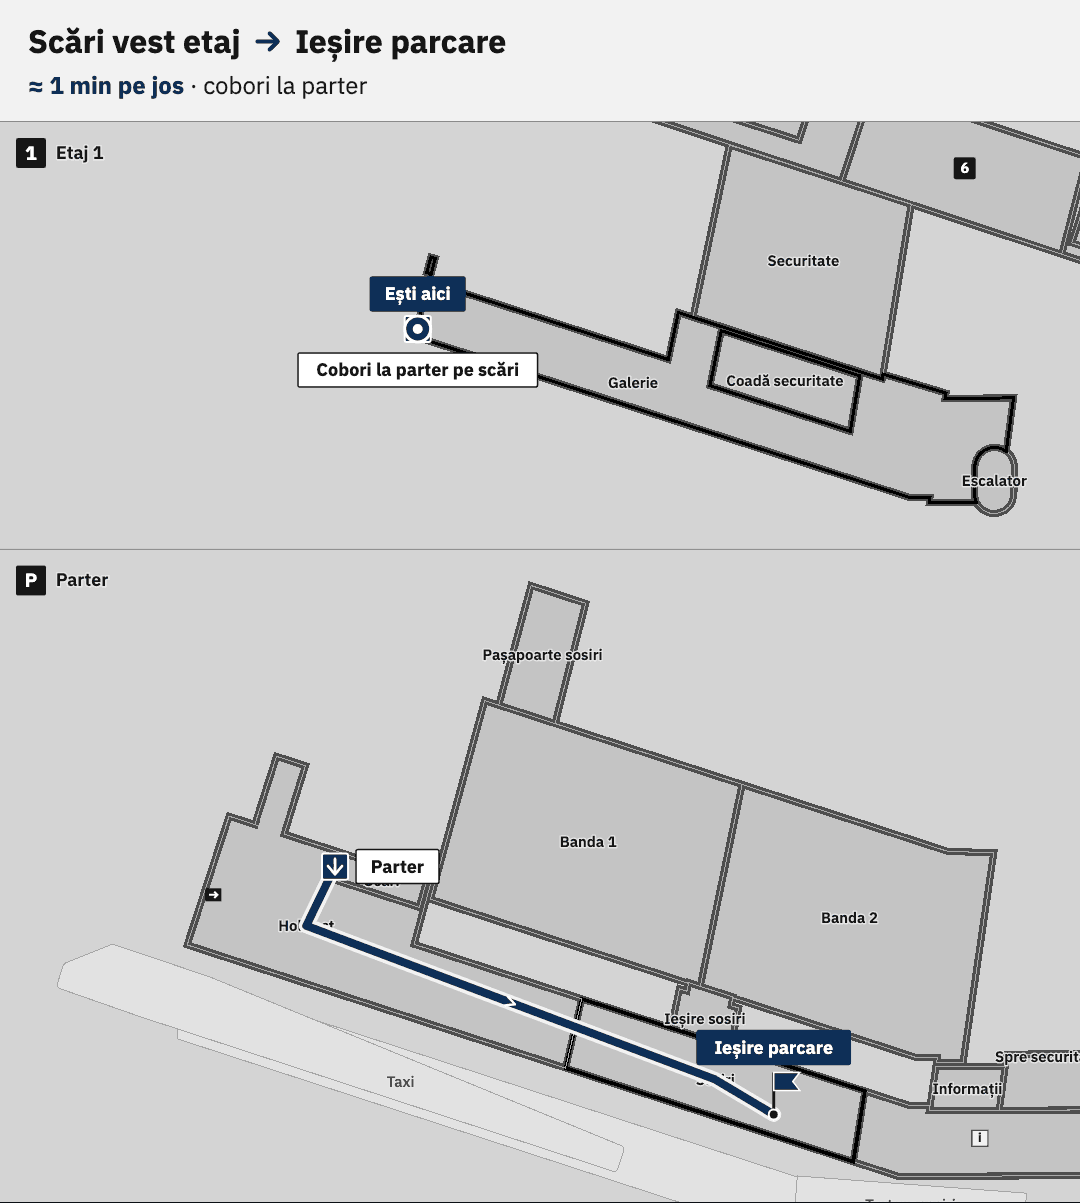 Scări vest etaj → Ieșire parcare
≈ 1 min pe jos · cobori la parter
1 Etaj 1
6
Securitate
Ești aici
Cobori la parter pe scări
Galerie
Coadă securitate
Escalator
P Parter
Pașapoarte sosiri
Banda 1
Parter
Banda 2
Ieșire sosiri
Ieșire parcare
Spre securit
Taxi
Informații
i